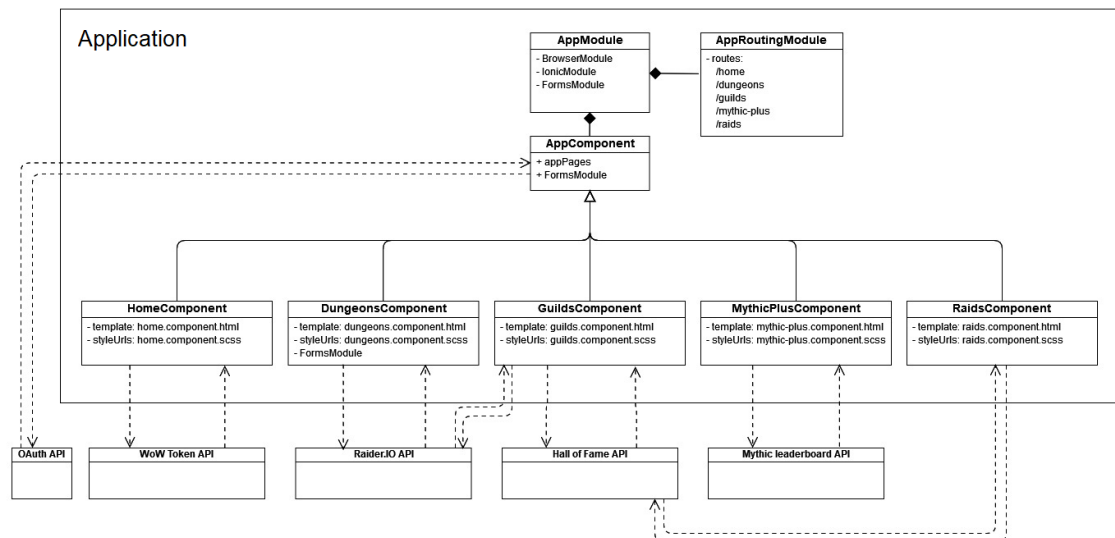 Application
AppModule
- BrowserModule
- IonicModule
- FormsModule
AppRoutingModule
- routes:
/home
/dungeons
/guilds
/mythic-plus
/raids
AppComponent
+ appPages
+ FormsModule
HomeComponent
- template: home.component.html
- styleUrls: home.component.scss
DungeonsComponent
- template: dungeons.component.html
- styleUrls: dungeons.component.scss
- FormsModule
GuildsComponent
- template: guilds.component.html
- styleUrls: guilds.component.scss
MythicPlusComponent
- template: mythic-plus.component.html
- styleUrls: mythic-plus.component.scss
RaidsComponent
- template: raids.component.html
- styleUrls: raids.component.scss
OAuth API
WoW Token API
Raider.IO API
Hall of Fame API
Mythic leaderboard API